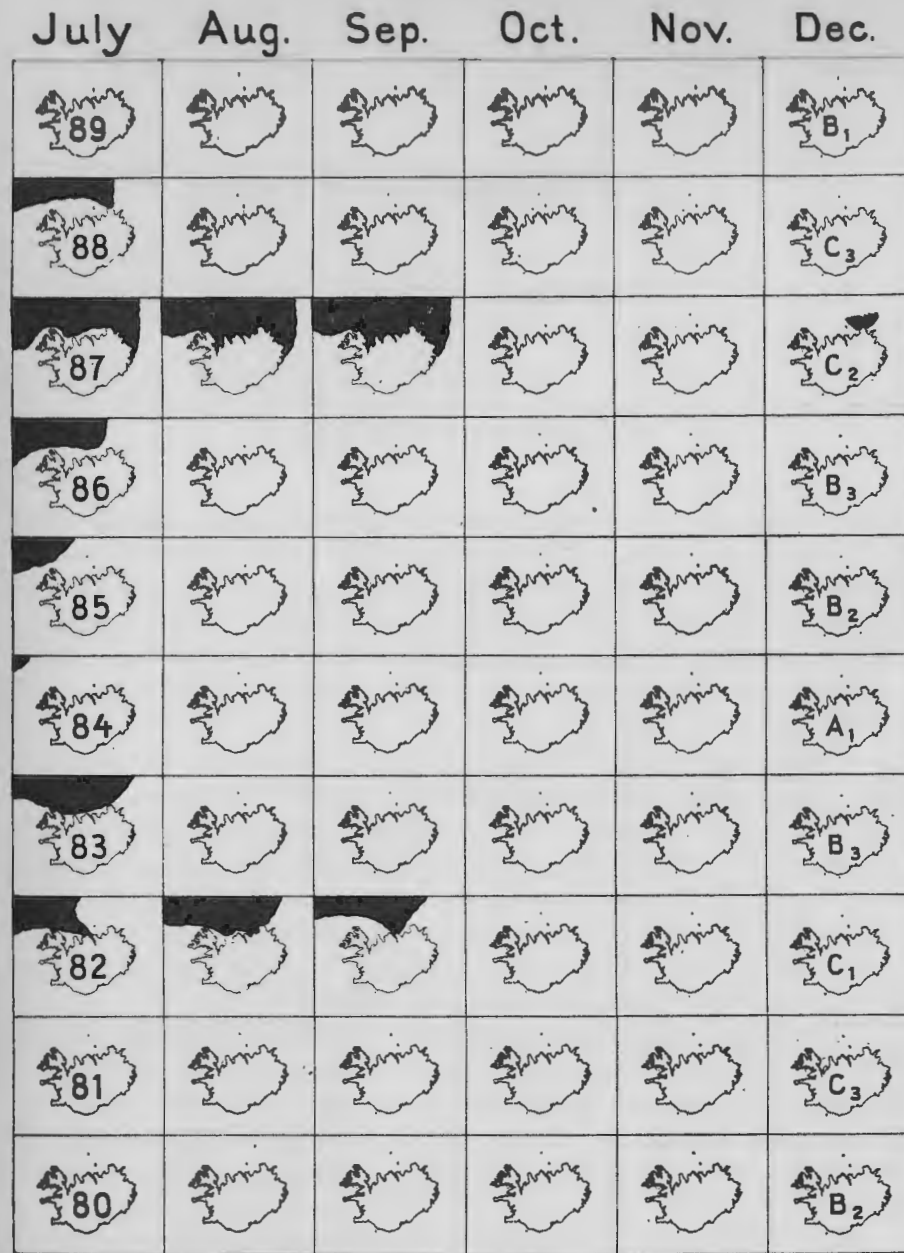 July Aug. Sep. Oct. Nov. Dec.
89 B₁
88 C₃
87 C₂
86 B₃
85 B₂
84 A₁
83 B₃
82 C₁
81 C₃
80 B₂